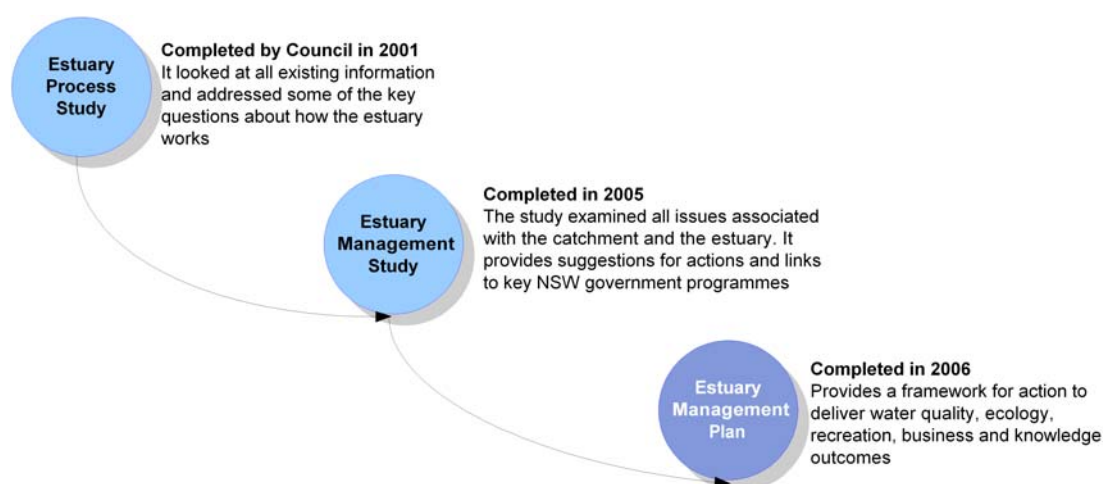 Estuary
Process
Study
Completed by Council in 2001
It looked at all existing information
and addressed some of the key
questions about how the estuary
works
Estuary
Management
Study
Completed in 2005
The study examined all issues associated
with the catchment and the estuary. It
provides suggestions for actions and links
to key NSW government programmes
Estuary
Management
Plan
Completed in 2006
Provides a framework for action to
deliver water quality, ecology,
recreation, business and knowledge
outcomes